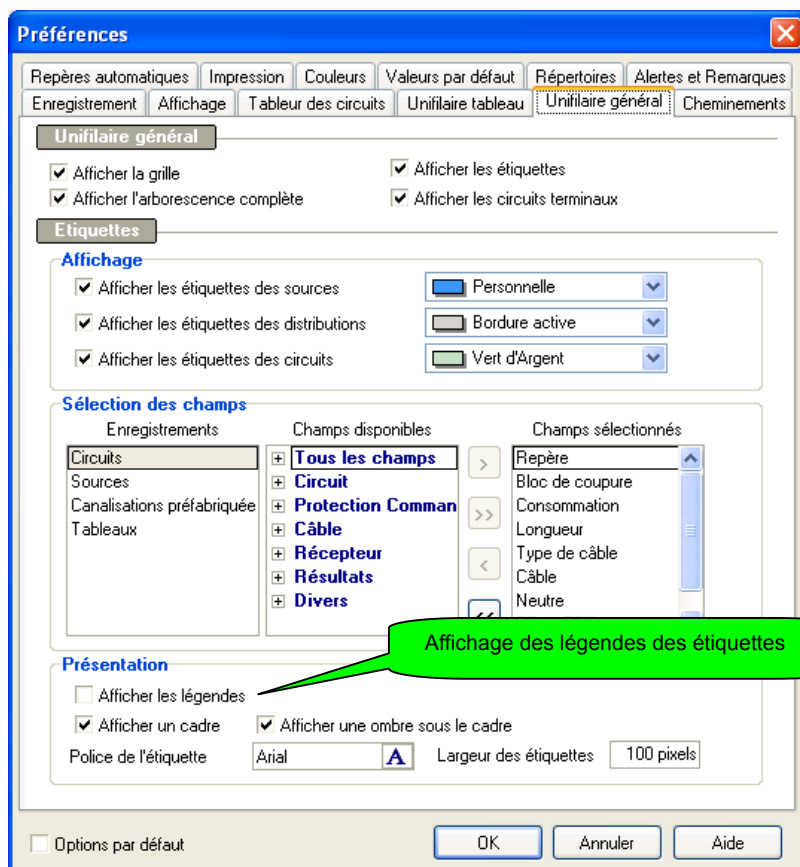 Préférences
Repères automatiques Impression Couleurs Valeurs par défaut Répertoires Alertes et Remarques
Enregistrement Affichage Tableur des circuits Unifilaire tableau Unifilaire général Cheminements
Unifilaire général
Afficher la grille Afficher les étiquettes
Afficher l'arborescence complète Afficher les circuits terminaux
Etiquettes
Affichage
Afficher les étiquettes des sources Personnelle
Afficher les étiquettes des distributions Bordure active
Afficher les étiquettes des circuits Vert d'Argent
Sélection des champs
Enregistrements Champs disponibles Champs sélectionnés
Circuits
Sources
Canalisations préfabriquée
Tableaux
Tous les champs
Circuit
Protection Comman
Câble
Récepteur
Résultats
Divers
>
>>
<
<<
Repère
Bloc de coupure
Consommation
Longueur
Type de câble
Câble
Neutre
Affichage des légendes des étiquettes
Présentation
Afficher les légendes
Afficher un cadre Afficher une ombre sous le cadre
Police de l'étiquette Arial A Largeur des étiquettes 100 pixels
Options par défaut OK Annuler Aide